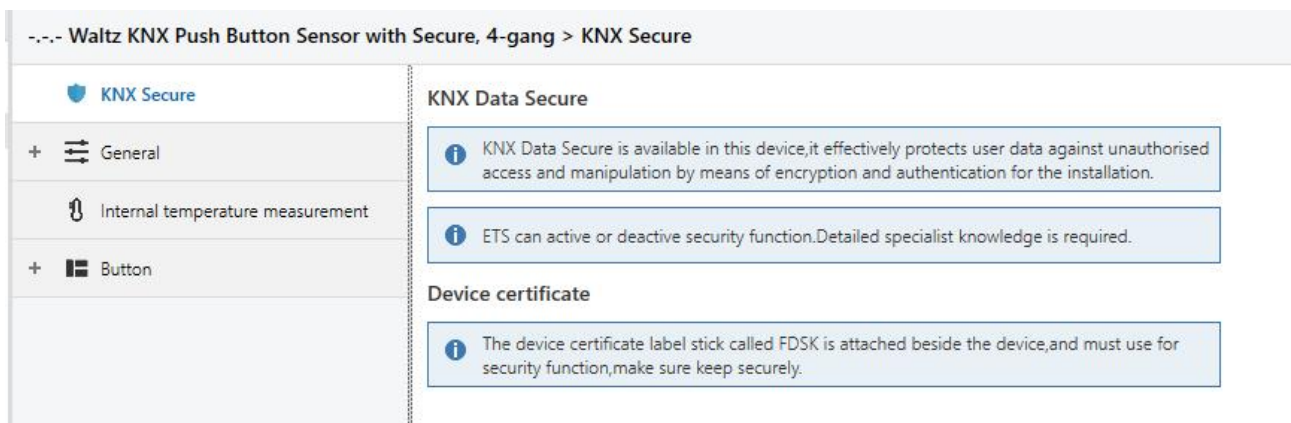 -.-.- Waltz KNX Push Button Sensor with Secure, 4-gang > KNX Secure
KNX Secure
+ General
Internal temperature measurement
+ Button
KNX Data Secure
KNX Data Secure is available in this device,it effectively protects user data against unauthorised
access and manipulation by means of encryption and authentication for the installation.
ETS can active or deactive security function.Detailed specialist knowledge is required.
Device certificate
The device certificate label stick called FDSK is attached beside the device,and must use for
security function,make sure keep securely.